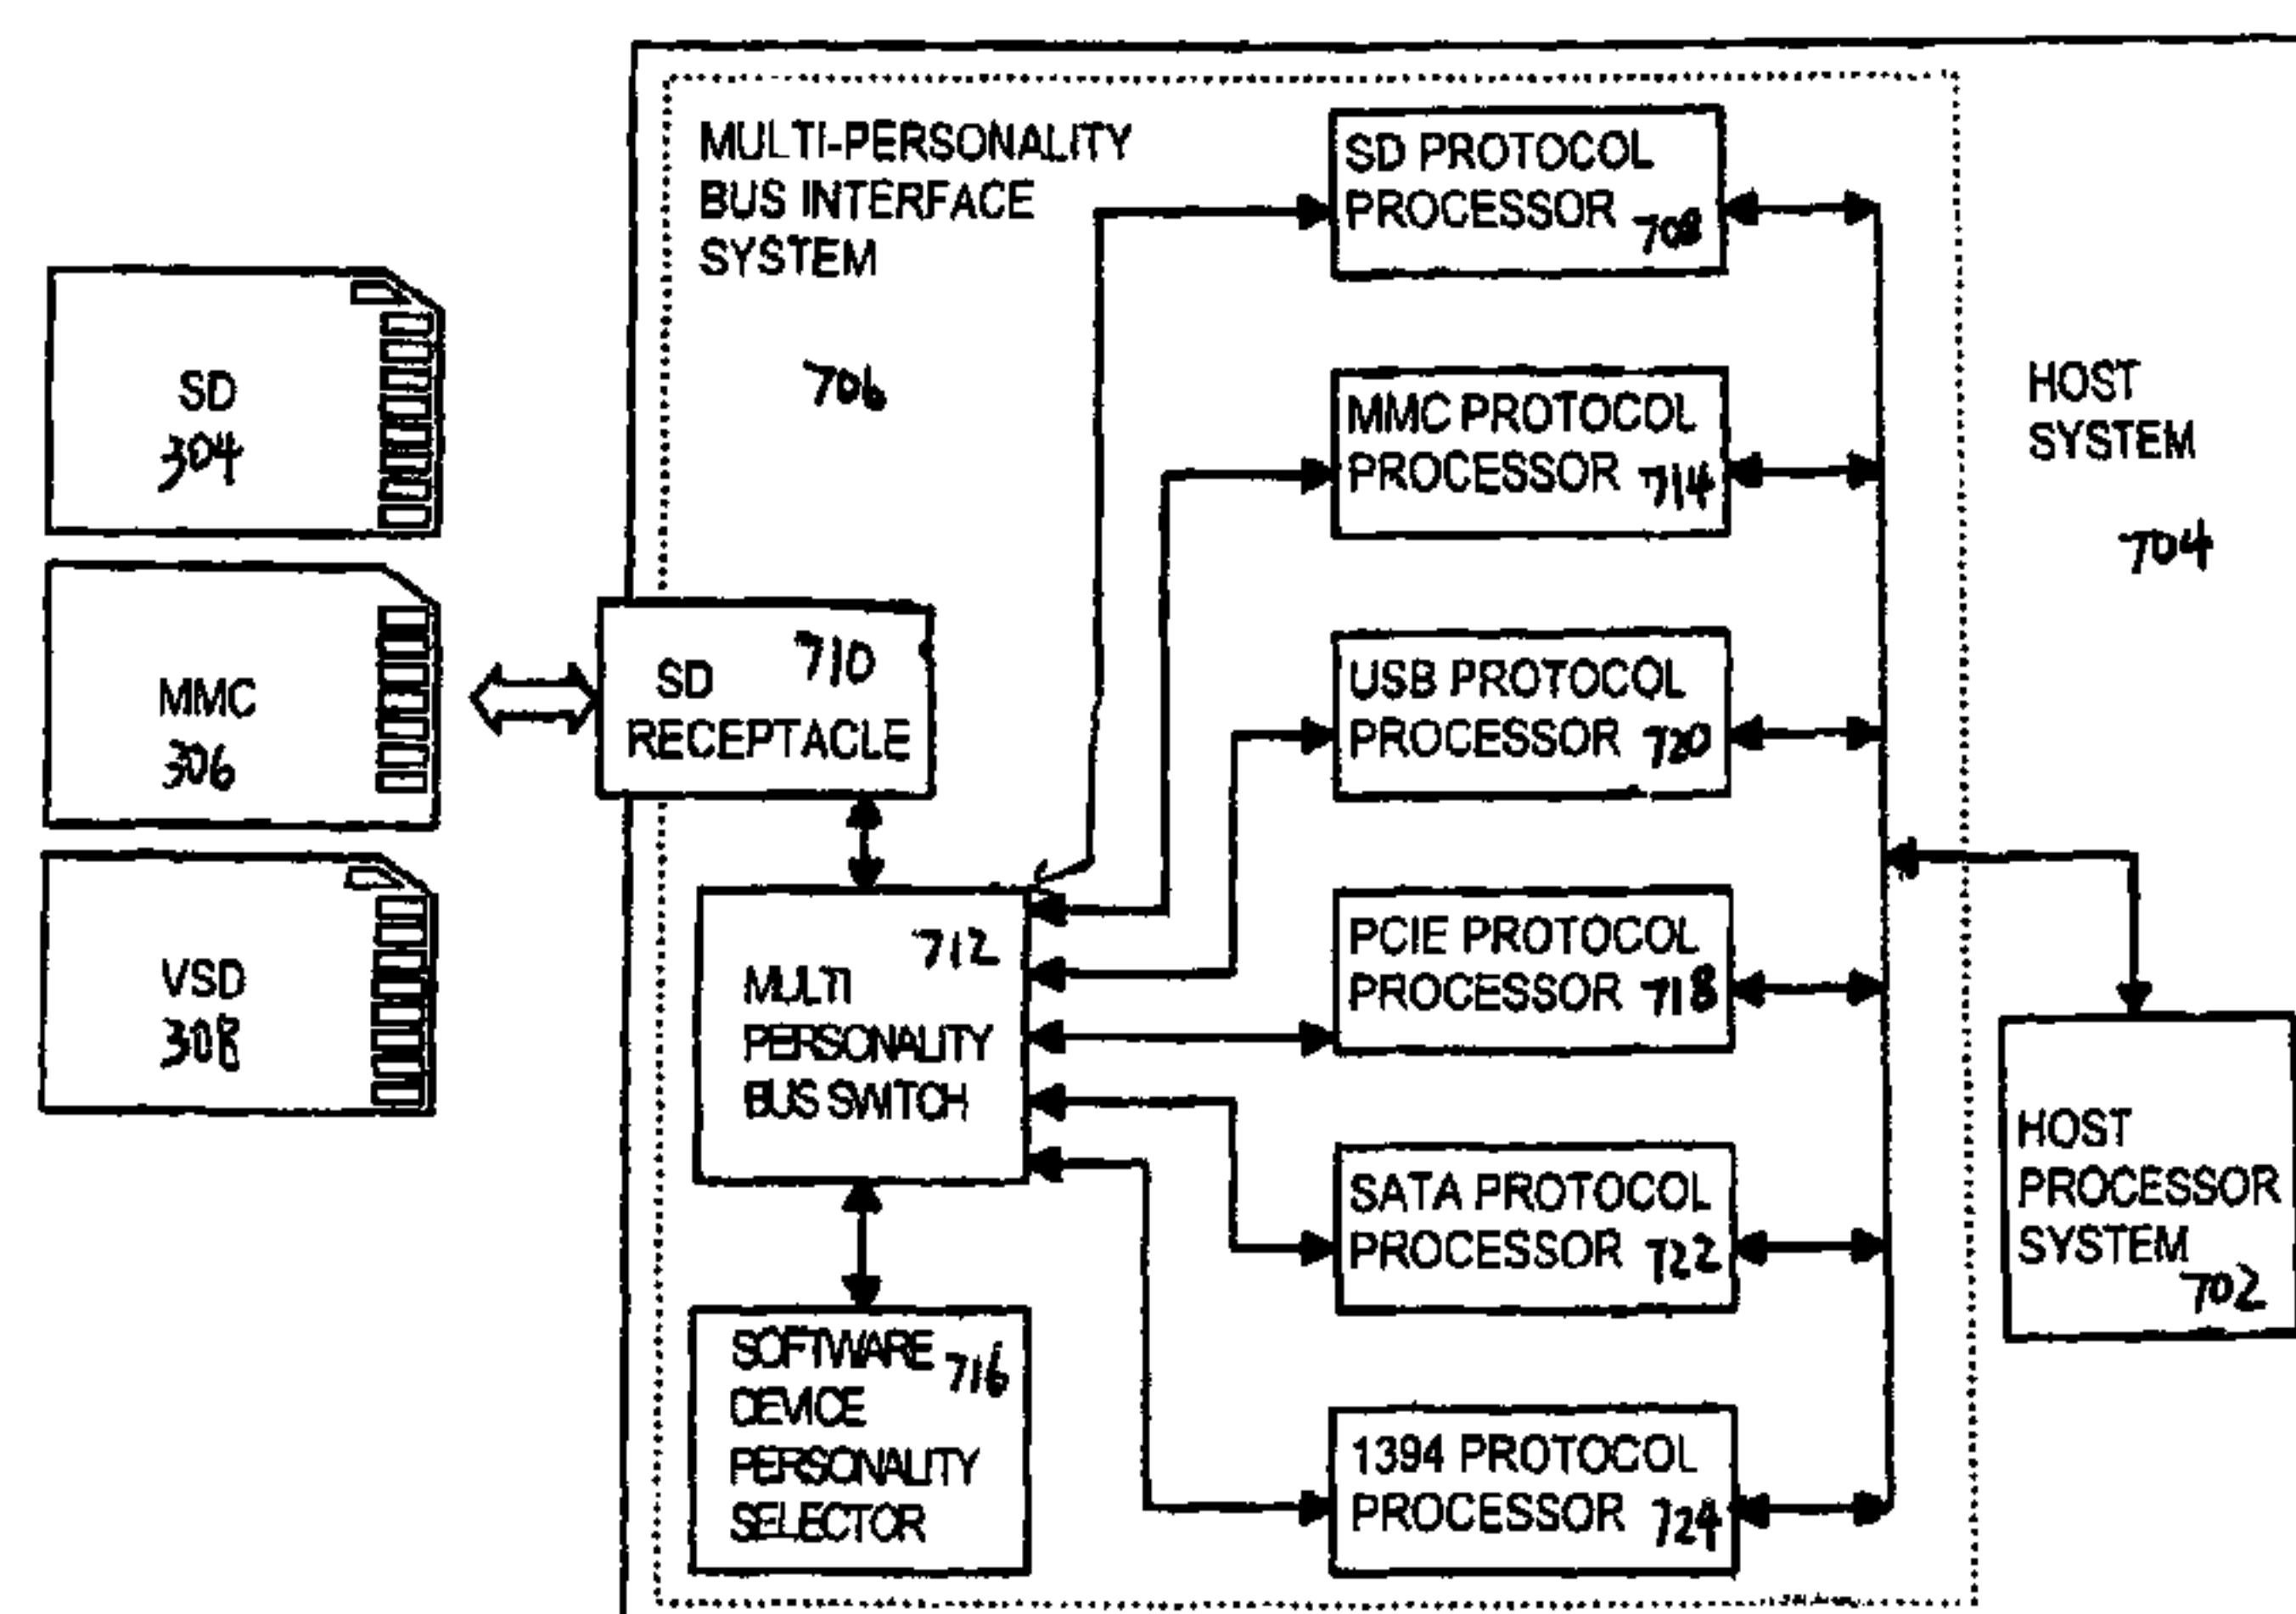 MULTI-PERSONALITY
BUS INTERFACE
SYSTEM
706
SD
304
MMC
306
VSD
308
710
SD
RECEPTACLE
712
MULTI
PERSONALITY
BUS SWITCH
SOFTWARE 716
DEVICE
PERSONALITY
SELECTOR
SD PROTOCOL
PROCESSOR 708
MMC PROTOCOL
PROCESSOR 714
USB PROTOCOL
PROCESSOR 720
PCIE PROTOCOL
PROCESSOR 718
SATA PROTOCOL
PROCESSOR 722
1394 PROTOCOL
PROCESSOR 724
HOST
SYSTEM
704
HOST
PROCESSOR
SYSTEM
702